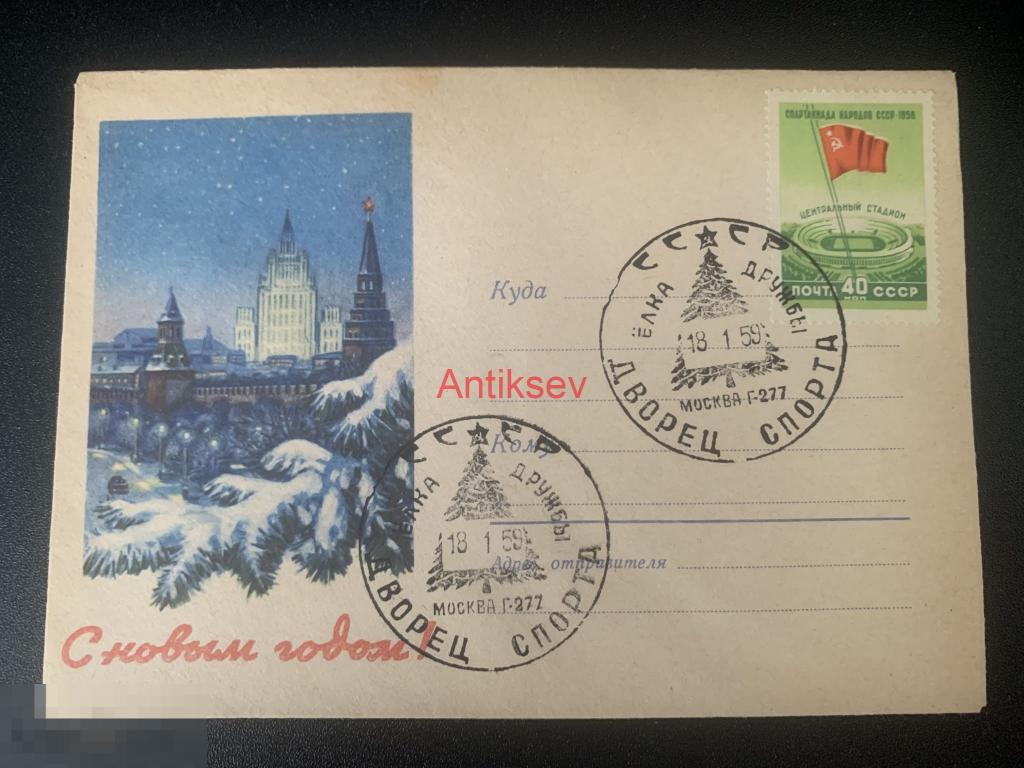 СПАРТАКИАДА НАРОДОВ СССР-1956
ЦЕНТРАЛЬНЫЙ СТАДИОН
ПОЧТА 40 СССР
КОП
Куда
СССР
ЁЛКА ДРУЖБЫ
18 1 59
МОСКВА Г-277
ДВОРЕЦ СПОРТА
Antiksev
Кому
СССР
ЁЛКА ДРУЖБЫ
18 1 59
МОСКВА Г-277
ДВОРЕЦ СПОРТА
Адрес отправителя
С новым годом!